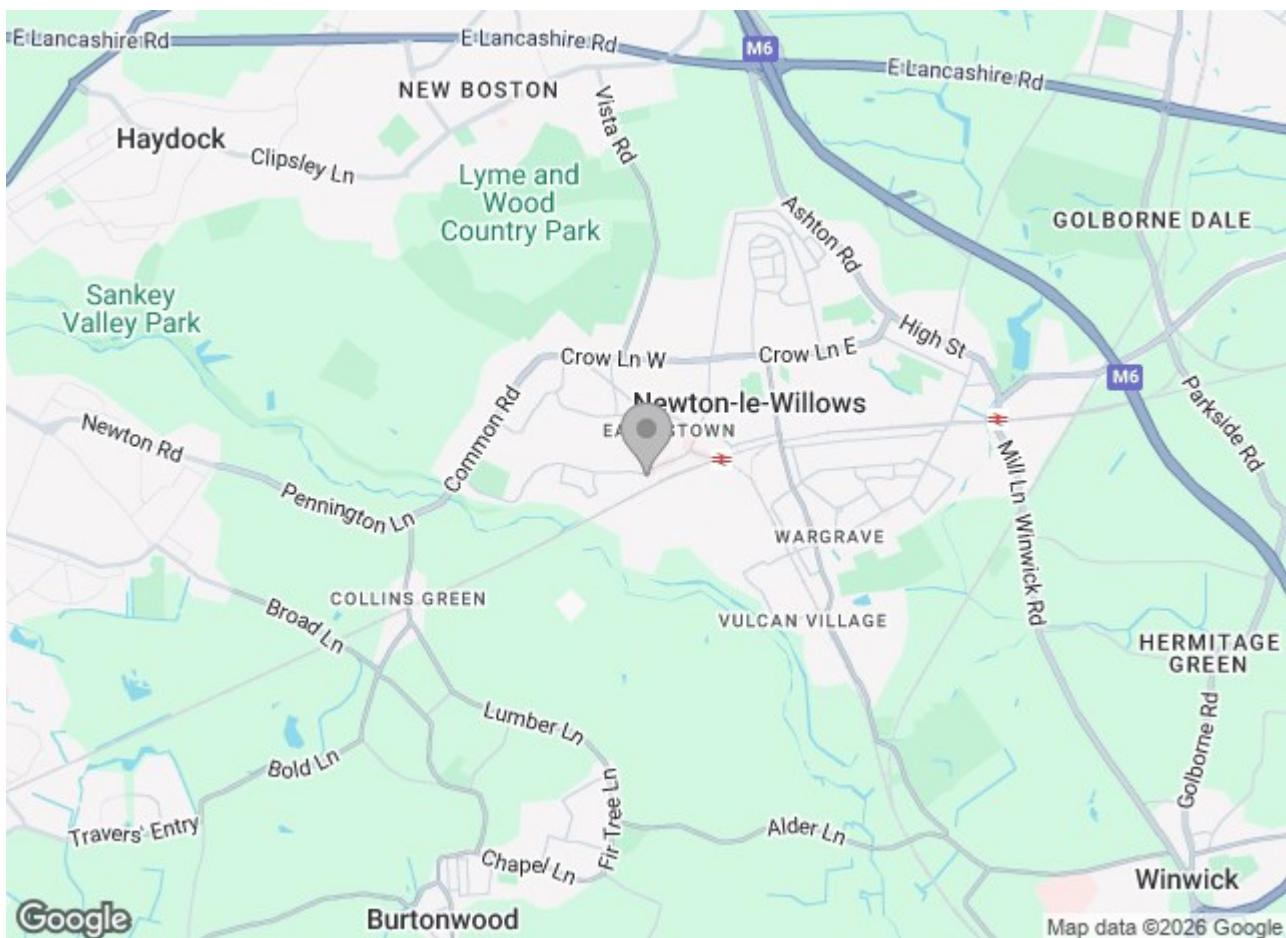 E Lancashire Rd
E Lancashire Rd
M6
E Lancashire Rd
NEW BOSTON
Vista Rd
Haydock
Clipsley Ln
Lyme and
Wood
Country Park
Ashton Rd
GOLBORNE DALE
Sankey
Valley Park
High St
Crow Ln W
Crow Ln E
M6
Newton-le-Willows
Parkside Rd
Common Rd
Newton Rd
Pennington Ln
Mill Ln
Winwick Rd
WARGRAVE
COLLINS GREEN
Broad Ln
VULCAN VILLAGE
HERMITAGE
GREEN
Lumber Ln
Bold Ln
Golborne Rd
Travers' Entry
Fir Tree Ln
Alder Ln
Chapel Ln
Winwick
Burtonwood
Google
Map data ©2026 Google